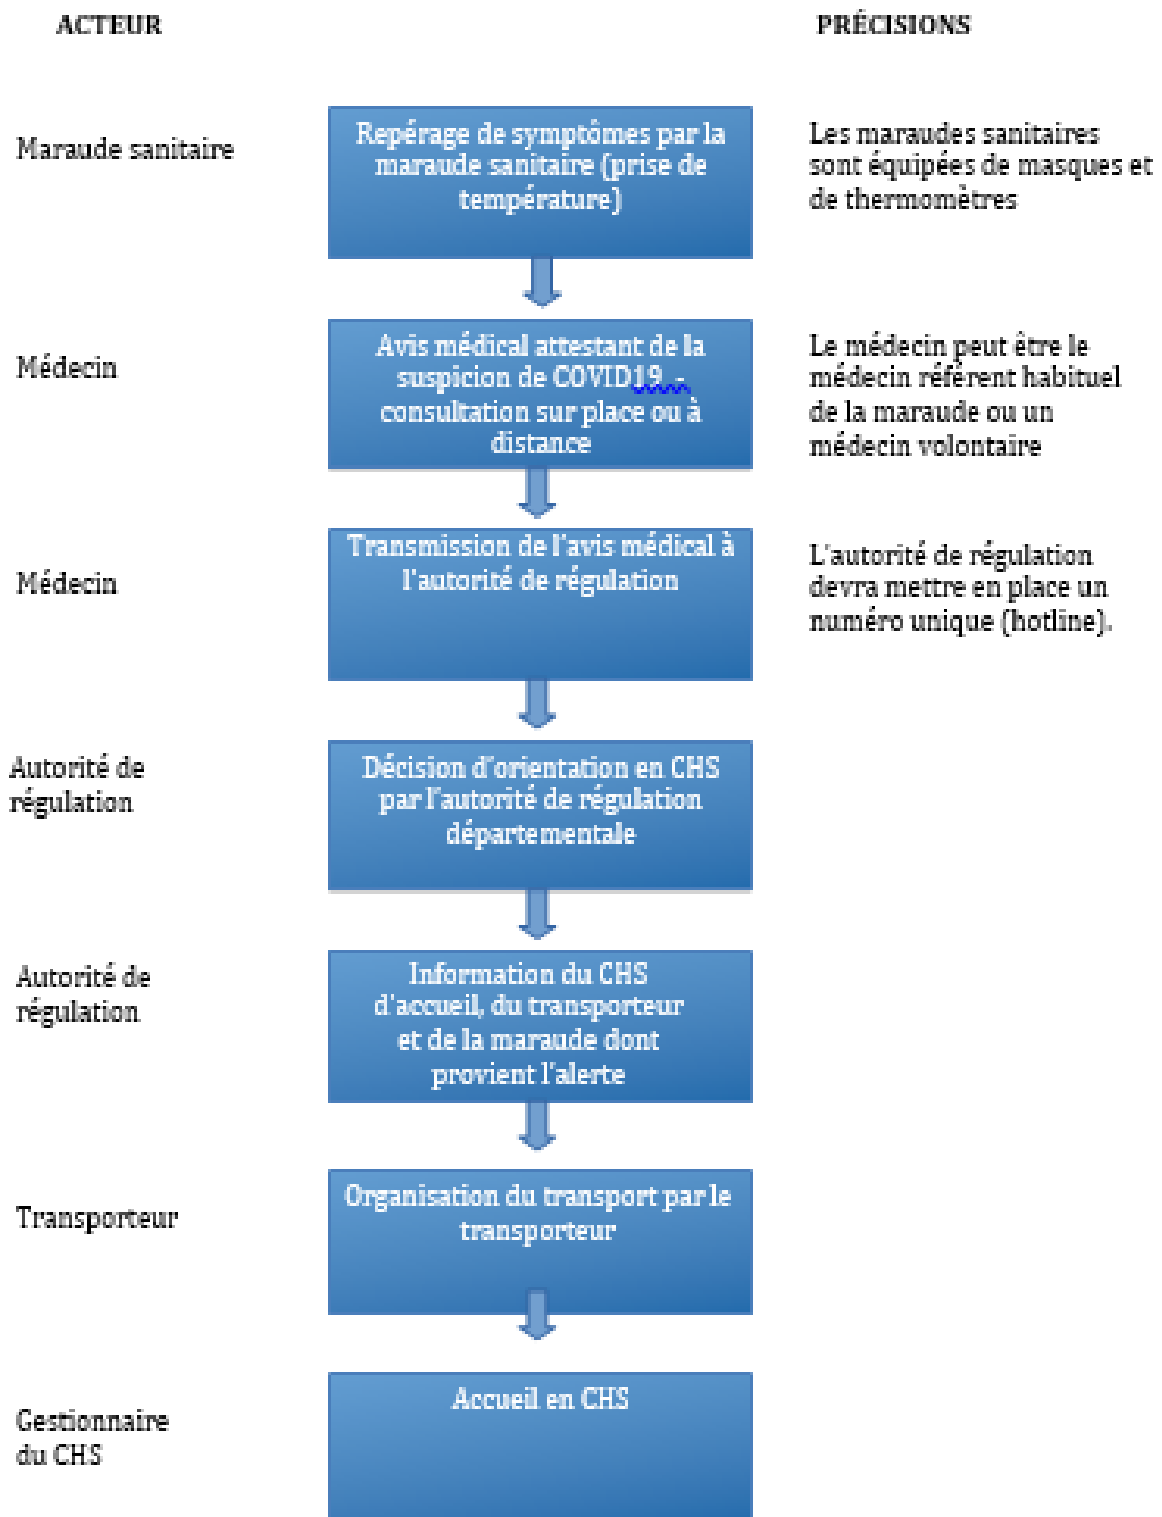 ACTEUR
PRÉCISIONS
Maraude sanitaire
Repérage de symptômes par la
maraude sanitaire (prise de
température)
Les maraudes sanitaires
sont équipées de masques et
de thermomètres
Médecin
Avis médical attestant de la
suspicion de COVID19 -
consultation sur place ou à
distance
Le médecin peut être le
médecin référent habituel
de la maraude ou un
médecin volontaire
Médecin
Transmission de l'avis médical à
l'autorité de régulation
L'autorité de régulation
devra mettre en place un
numéro unique (hotline).
Autorité de
régulation
Décision d'orientation en CHS
par l'autorité de régulation
départementale
Autorité de
régulation
Information du CHS
d'accueil, du transporteur
et de la maraude dont
provient l'alerte
Transporteur
Organisation du transport par le
transporteur
Gestionnaire
du CHS
Accueil en CHS